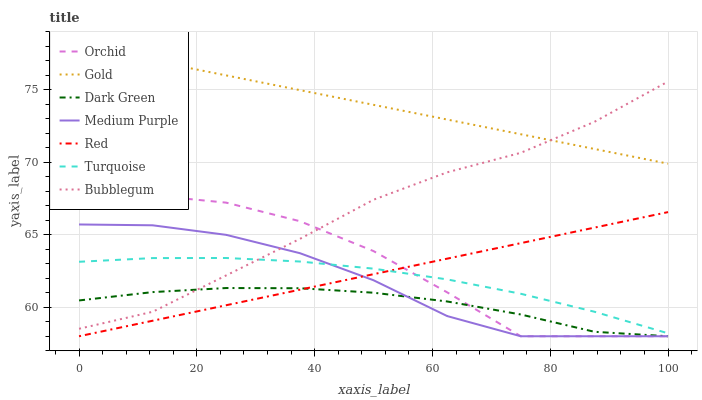 title
Orchid
Gold
Dark Green
Medium Purple
Red
Turquoise
Bubblegum
75
70
65
60
0 20 40 60 80 100
xaxis_label
yaxis_label